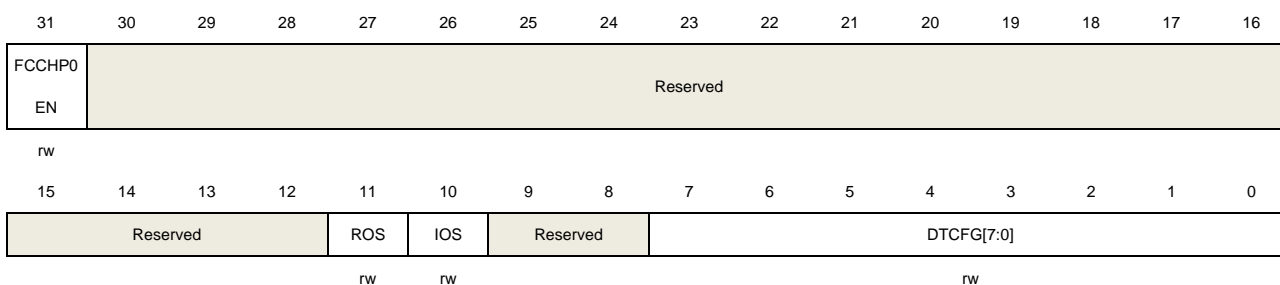 31 30 29 28 27 26 25 24 23 22 21 20 19 18 17 16
FCCHP0
EN
Reserved
rw
15 14 13 12 11 10 9 8 7 6 5 4 3 2 1 0
Reserved ROS IOS Reserved DTCFG[7:0]
rw rw rw